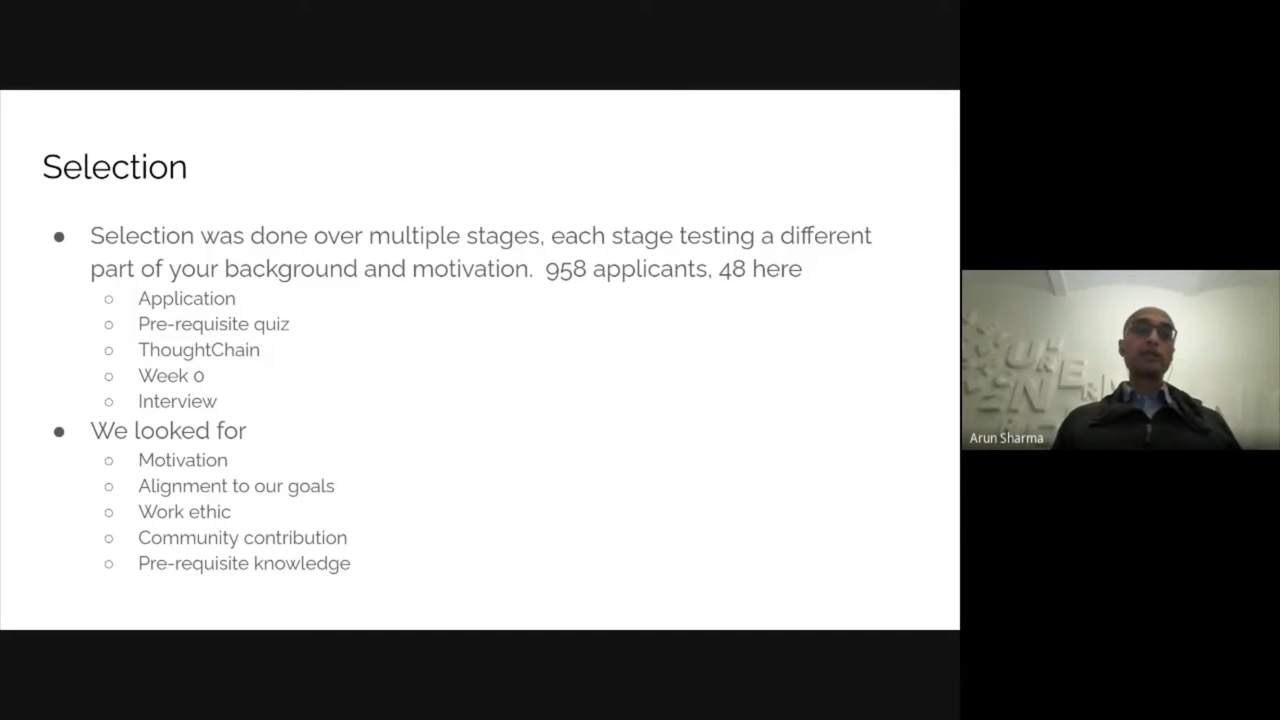 Selection
● Selection was done over multiple stages, each stage testing a different
part of your background and motivation. 958 applicants, 48 here
○ Application
○ Pre-requisite quiz
○ ThoughtChain
○ Week 0
○ Interview
● We looked for
○ Motivation
○ Alignment to our goals
○ Work ethic
○ Community contribution
○ Pre-requisite knowledge
Arun Sharma